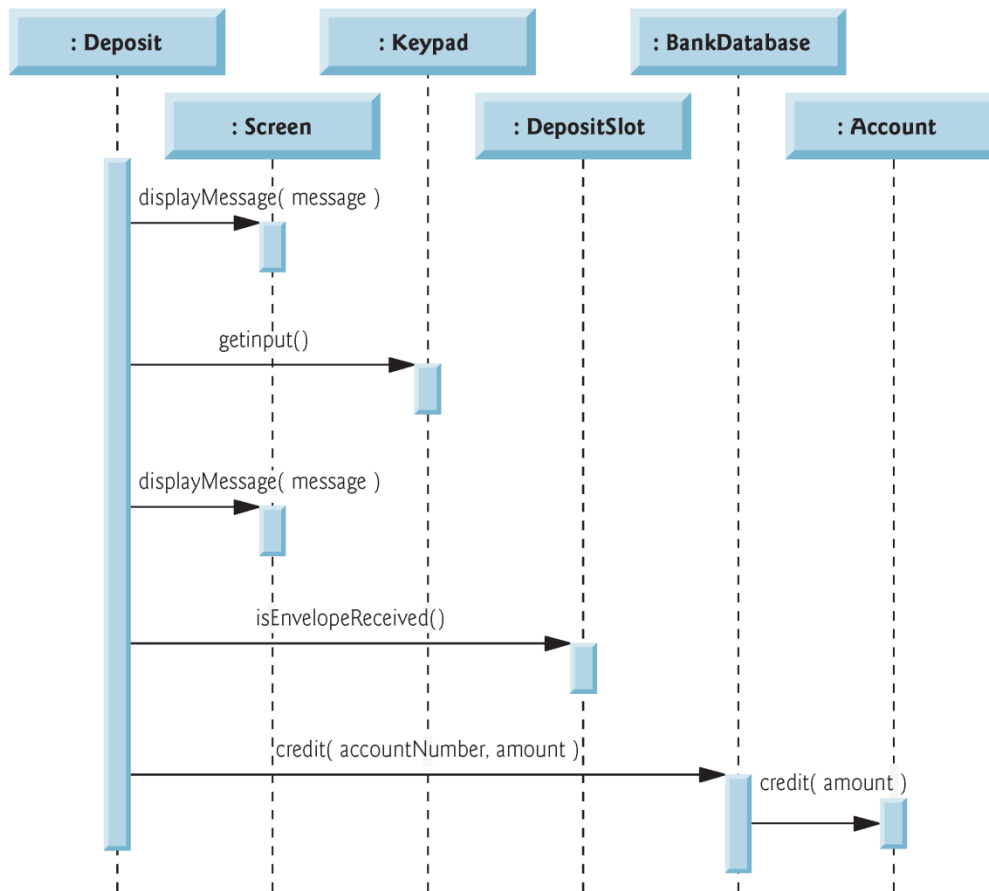 : Deposit
: Keypad
: BankDatabase
: Screen
: DepositSlot
: Account
displayMessage( message )
getinput()
displayMessage( message )
isEnvelopeReceived()
credit( accountNumber, amount )
credit( amount )